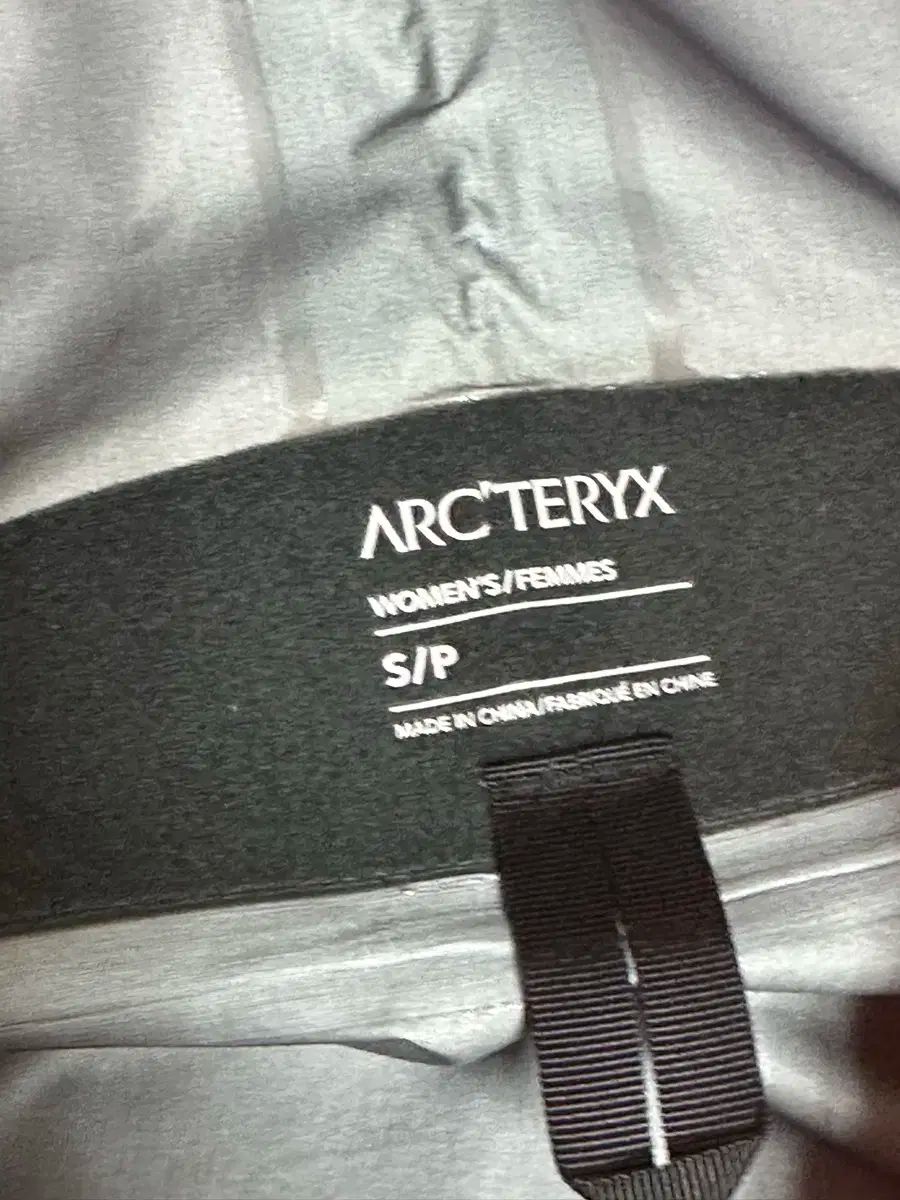 ARC'TERYX
WOMEN'S/FEMMES
S/P
MADE IN CHINA/FABRIQUÉ EN CHINE